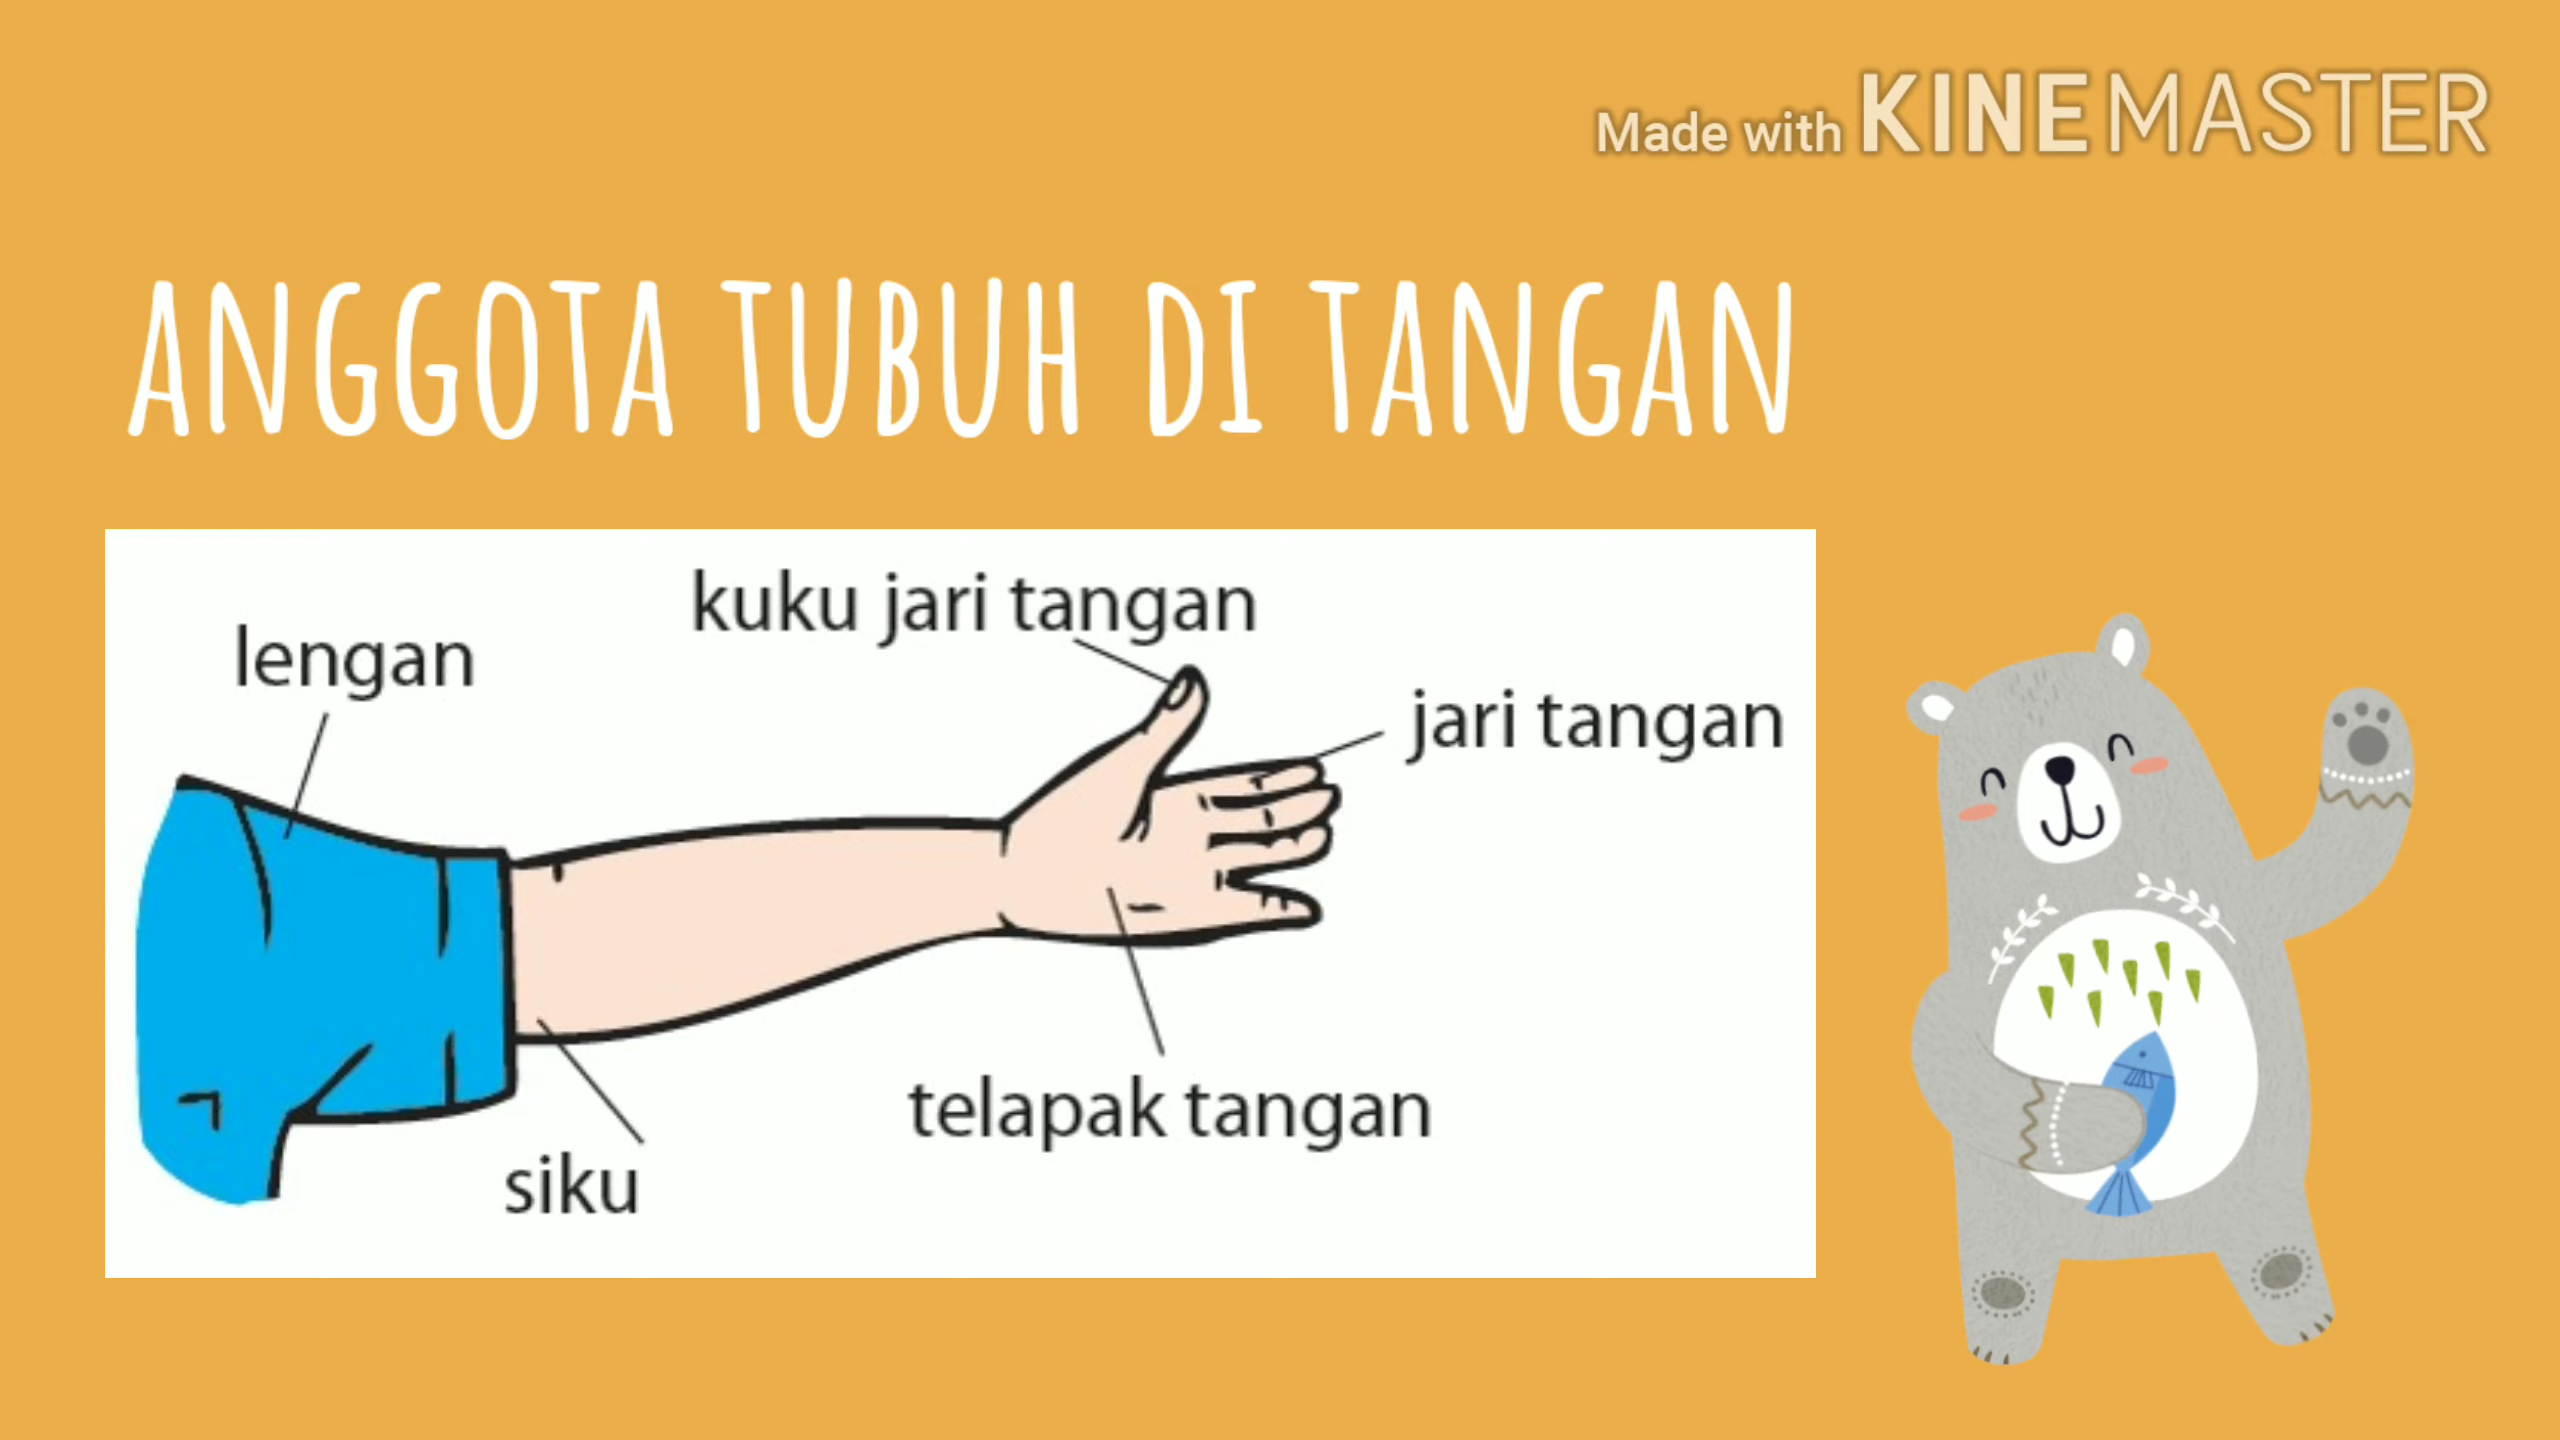 Made with KINEMASTER
ANGGOTA TUBUH DI TANGAN
kuku jari tangan
lengan
jari tangan
telapak tangan
siku